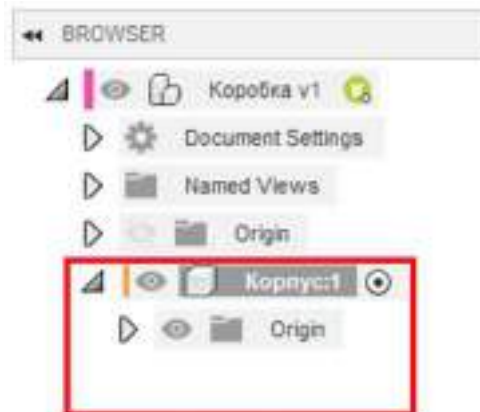 BROWSER
Коробка v1
Document Settings
Named Views
Origin
Корпус:1
Origin